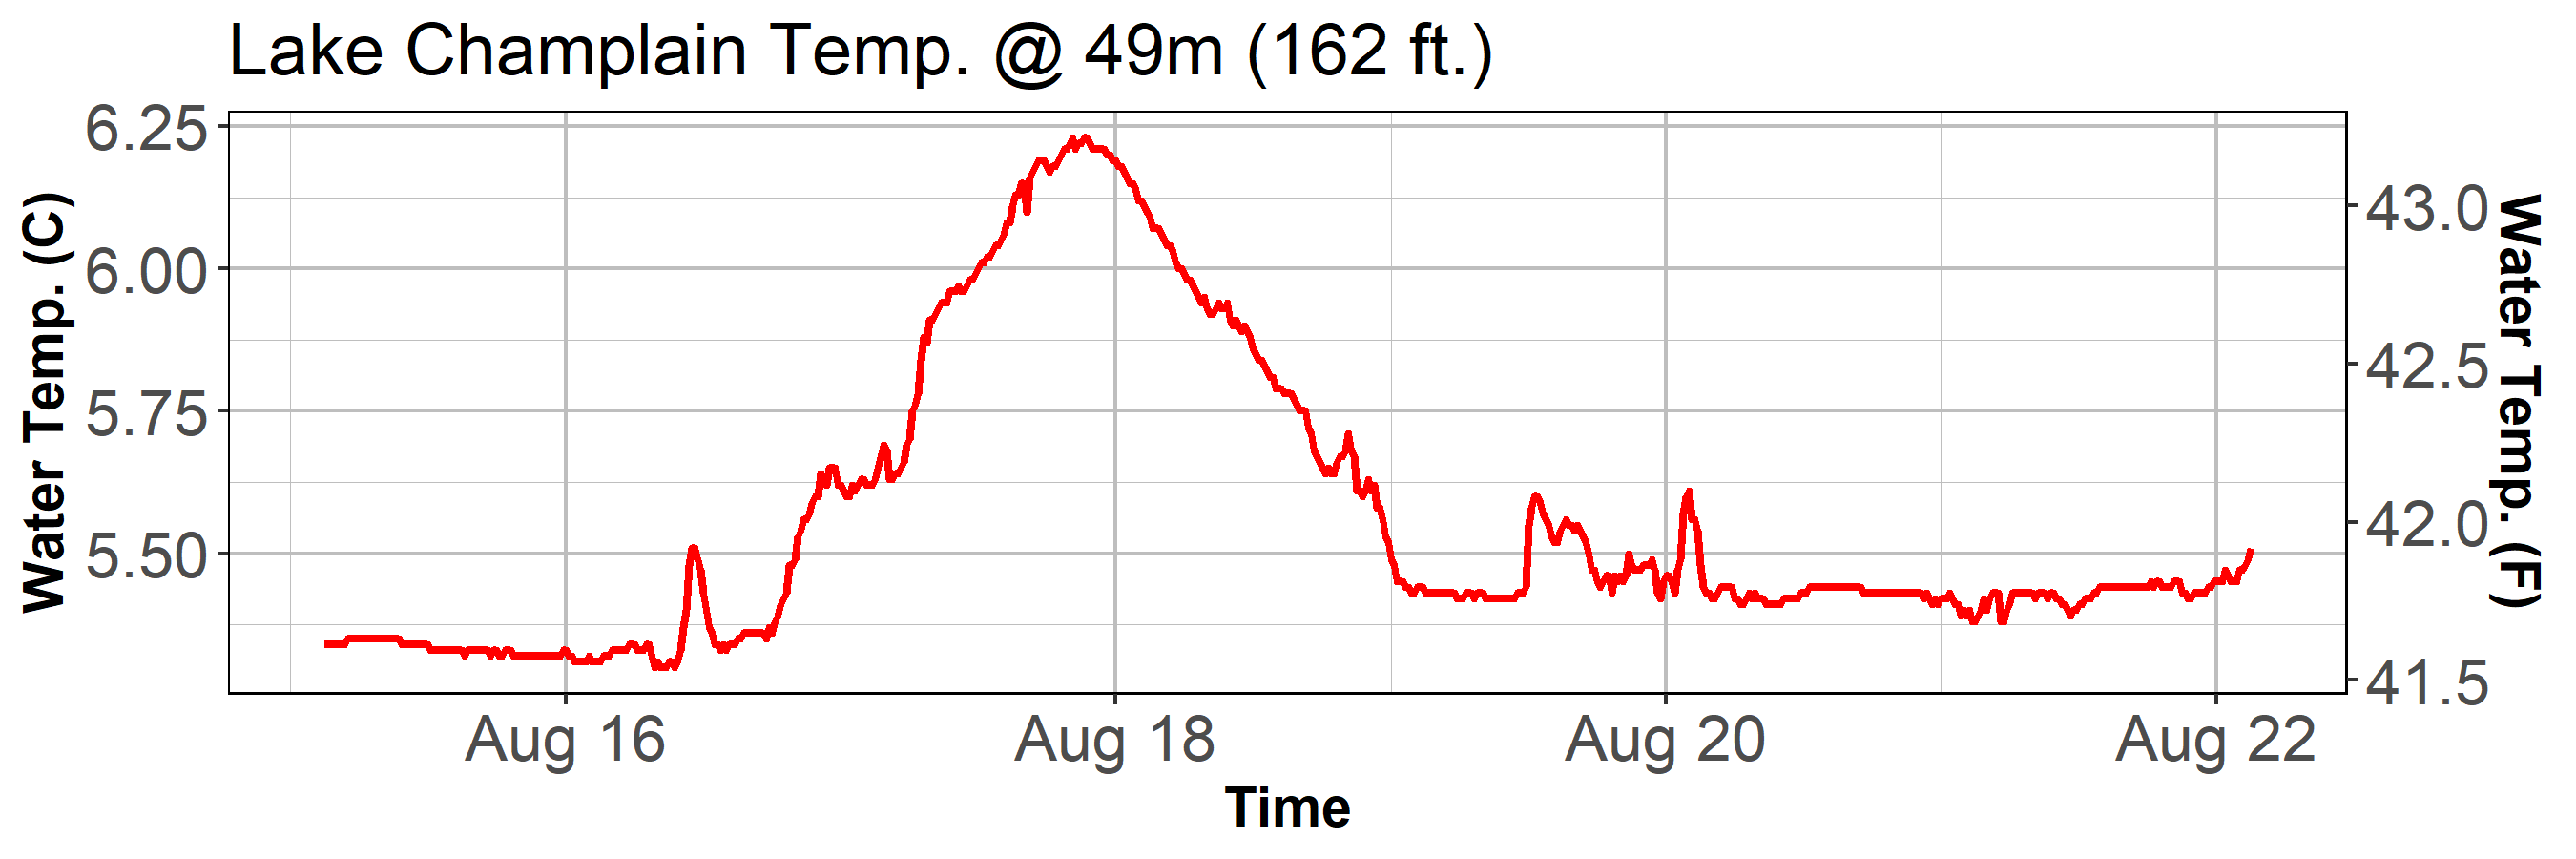 Lake Champlain Temp. @ 49m (162 ft.)
Water Temp. (C)
6.25
6.00
5.75
5.50
43.0
42.5
42.0
41.5
Water Temp. (F)
Aug 16
Aug 18
Aug 20
Aug 22
Time